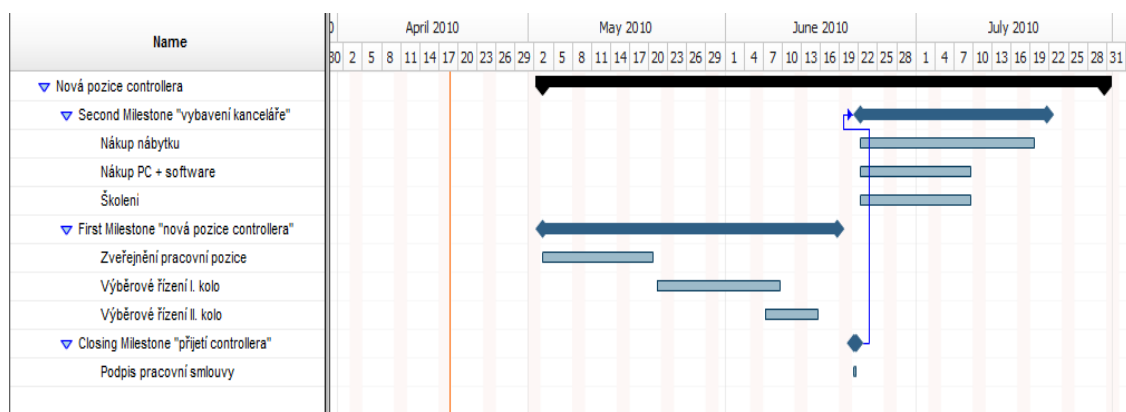 Name
April 2010 May 2010 June 2010 July 2010
30 2 5 8 11 14 17 20 23 26 29 2 5 8 11 14 17 20 23 26 29 1 4 7 10 13 16 19 22 25 28 1 4 7 10 13 16 19 22 25 28 31
Nová pozice controllera
Second Milestone "vybavení kanceláře"
Nákup nábytku
Nákup PC + software
Školení
First Milestone "nová pozice controllera"
Zveřejnění pracovní pozice
Výběrové řízení I. kolo
Výběrové řízení II. kolo
Closing Milestone "přijetí controllera"
Podpis pracovní smlouvy